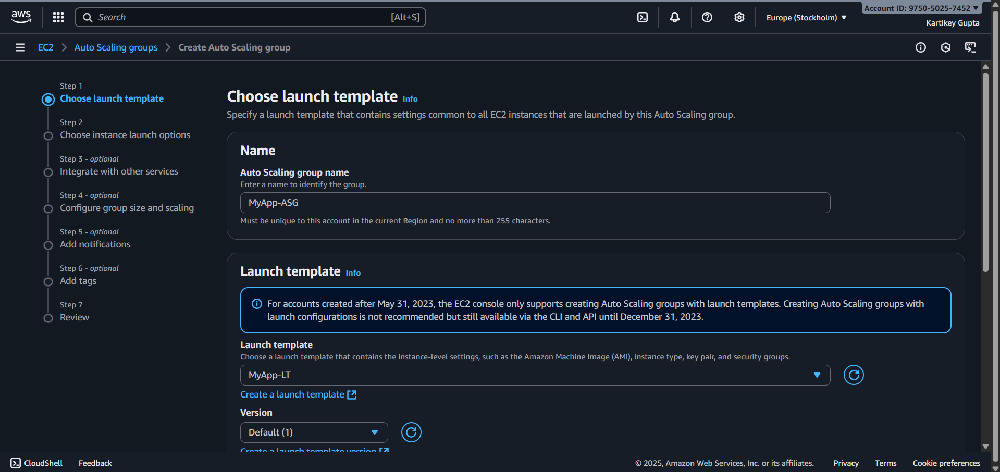 aws
Search [Alt+S]
Europe (Stockholm)
Account ID: 9750-5025-7452
Kartikey Gupta
EC2
Auto Scaling groups
Create Auto Scaling group
Step 1
Choose launch template
Step 2
Choose instance launch options
Step 3 - optional
Integrate with other services
Step 4 - optional
Configure group size and scaling
Step 5 - optional
Add notifications
Step 6 - optional
Add tags
Step 7
Review
Choose launch template Info
Specify a launch template that contains settings common to all EC2 instances that are launched by this Auto Scaling group.
Name
Auto Scaling group name
Enter a name to identify the group.
MyApp-ASG
Must be unique to this account in the current Region and no more than 255 characters.
Launch template Info
For accounts created after May 31, 2023, the EC2 console only supports creating Auto Scaling groups with launch templates. Creating Auto Scaling groups with
launch configurations is not recommended but still available via the CLI and API until December 31, 2023.
Launch template
Choose a launch template that contains the instance-level settings, such as the Amazon Machine Image (AMI), instance type, key pair, and security groups.
MyApp-LT
Create a launch template
Version
Default (1)
Create a launch template version
CloudShell
Feedback
© 2025, Amazon Web Services, Inc. or its affiliates.
Privacy
Terms
Cookie preferences